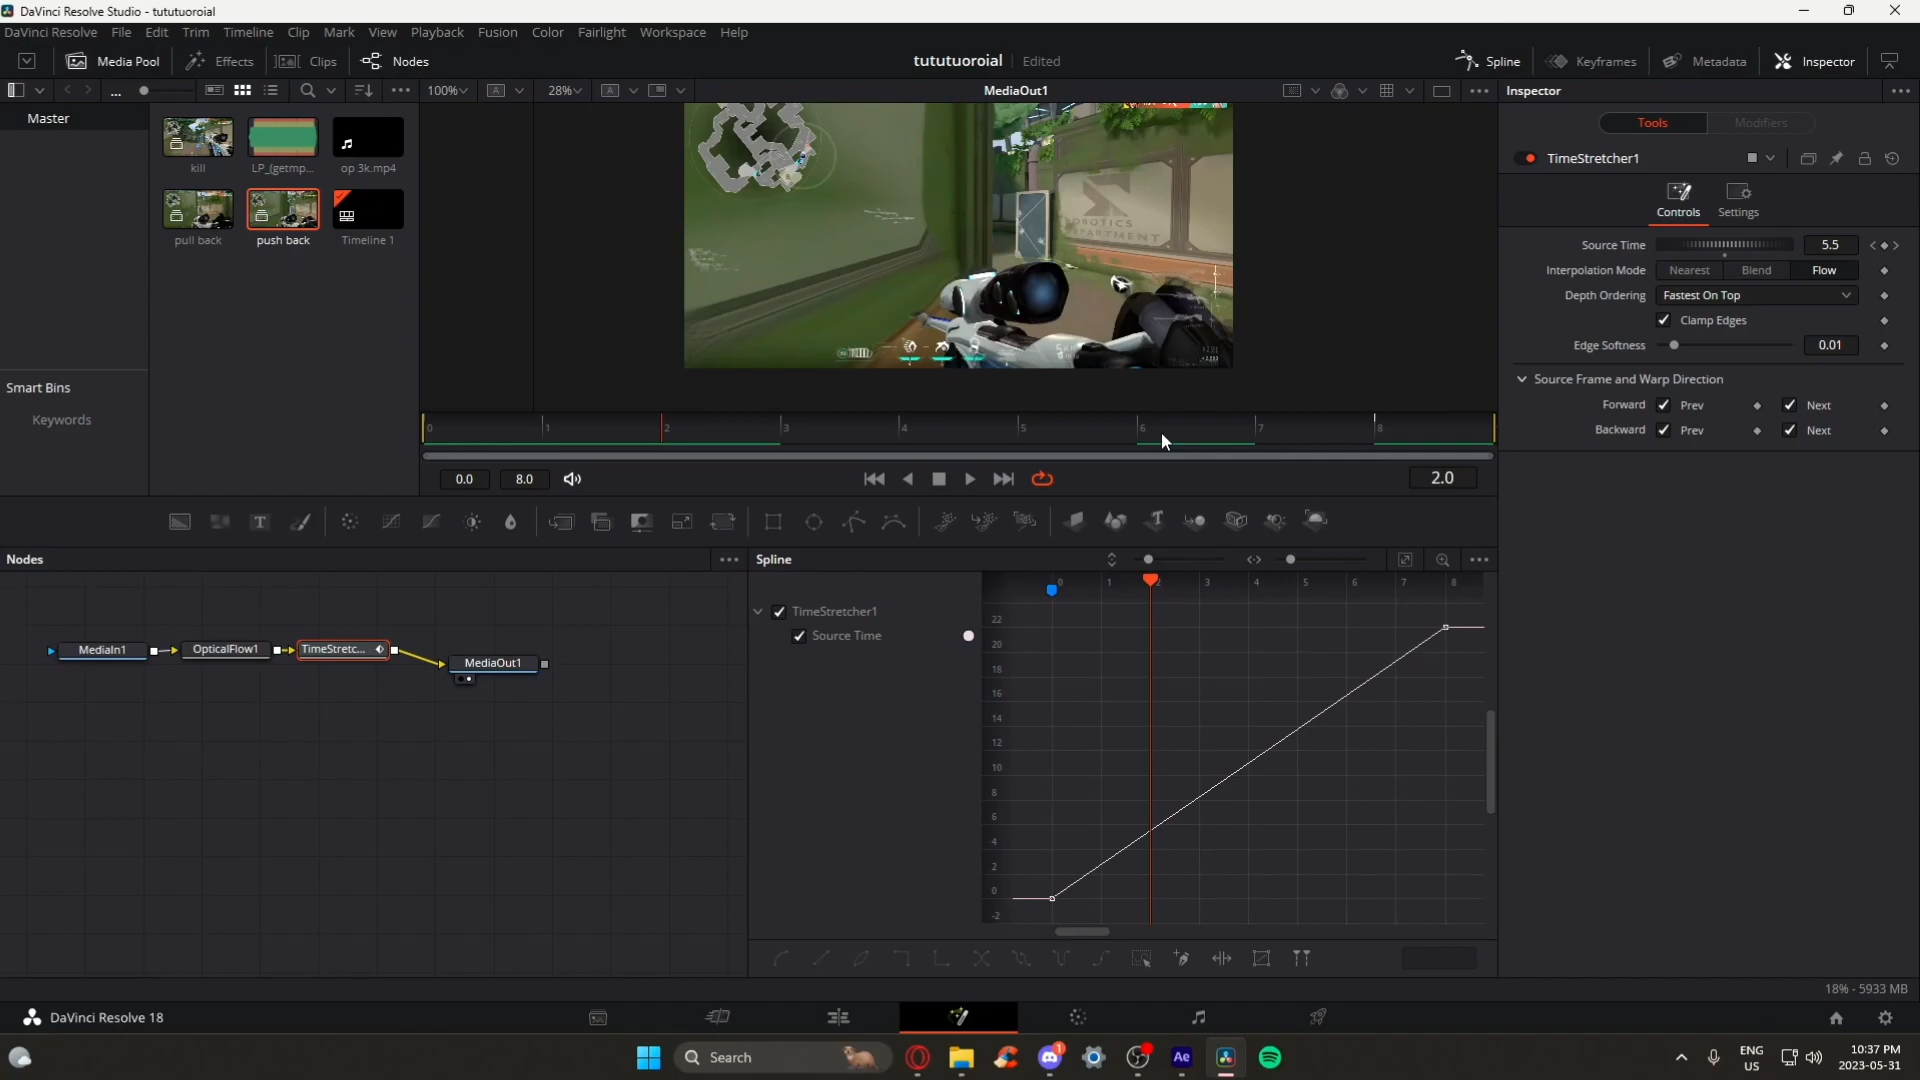 DaVinci Resolve Studio - tututuoroial
DaVinci Resolve File Edit Trim Timeline Clip Mark View Playback Fusion Color Fairlight Workspace Help
Media Pool Effects Clips Nodes tututuoroial Edited Spline Keyframes Metadata Inspector
... 100% A 28% A MediaOut1 Inspector
Master
kill LP_(getmp... op 3k.mp4
pull back push back Timeline 1
Smart Bins
Keywords
ROBOTICS
DEPARTMENT
0 1 2 3 4 5 6 7 8
0.0 8.0 2.0
Tools Modifiers
TimeStretcher1
Controls Settings
Source Time 5.5
Interpolation Mode Nearest Blend Flow
Depth Ordering Fastest On Top
Clamp Edges
Edge Softness 0.01
Source Frame and Warp Direction
Forward Prev Next
Backward Prev Next
T T
Nodes
MediaIn1 OpticalFlow1 TimeStretc... MediaOut1
Spline
TimeStretcher1
Source Time
0 1 2 3 4 5 6 7 8
22
20
18
16
14
12
10
8
6
4
2
0
-2
18% - 5933 MB
DaVinci Resolve 18
Search
1
Ae
ENG
US
10:37 PM
2023-05-31